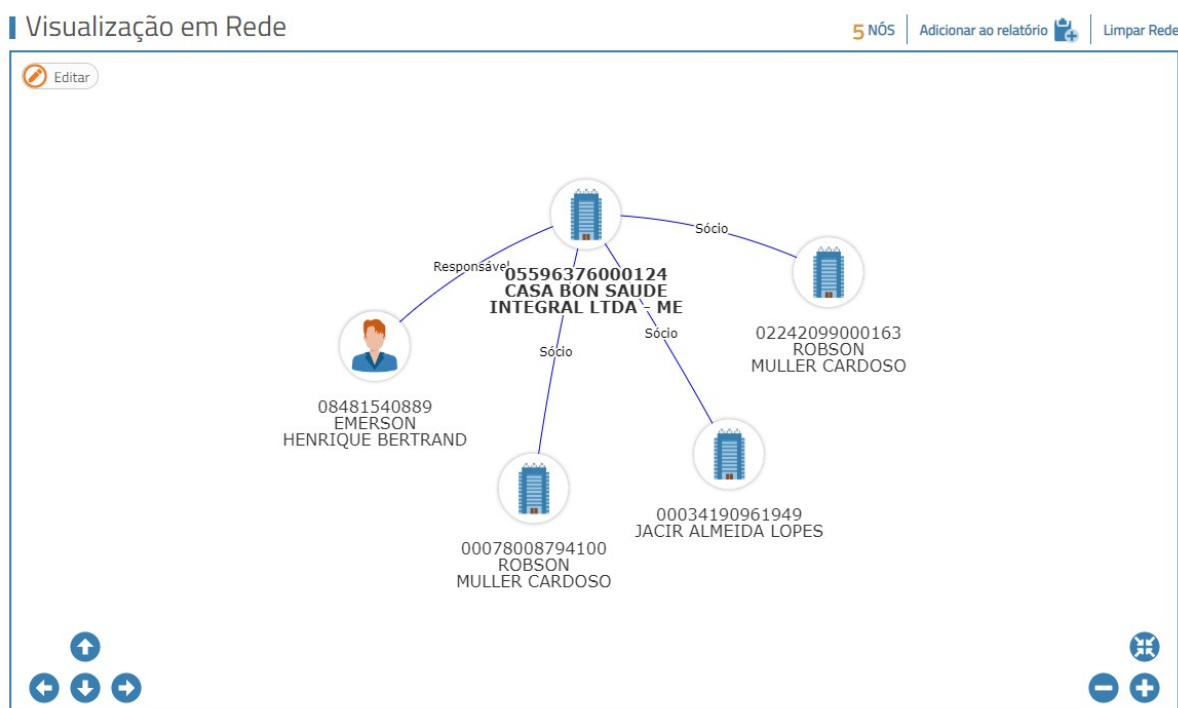 Visualização em Rede
5 NÓS
Adicionar ao relatório
Limpar Rede
Editar
Sócio
Responsável
05596376000124
CASA BON SAUDE
INTEGRAL LTDA - ME
Sócio
Sócio
02242099000163
ROBSON
MULLER CARDOSO
08481540889
EMERSON
HENRIQUE BERTRAND
00034190961949
JACIR ALMEIDA LOPES
00078008794100
ROBSON
MULLER CARDOSO